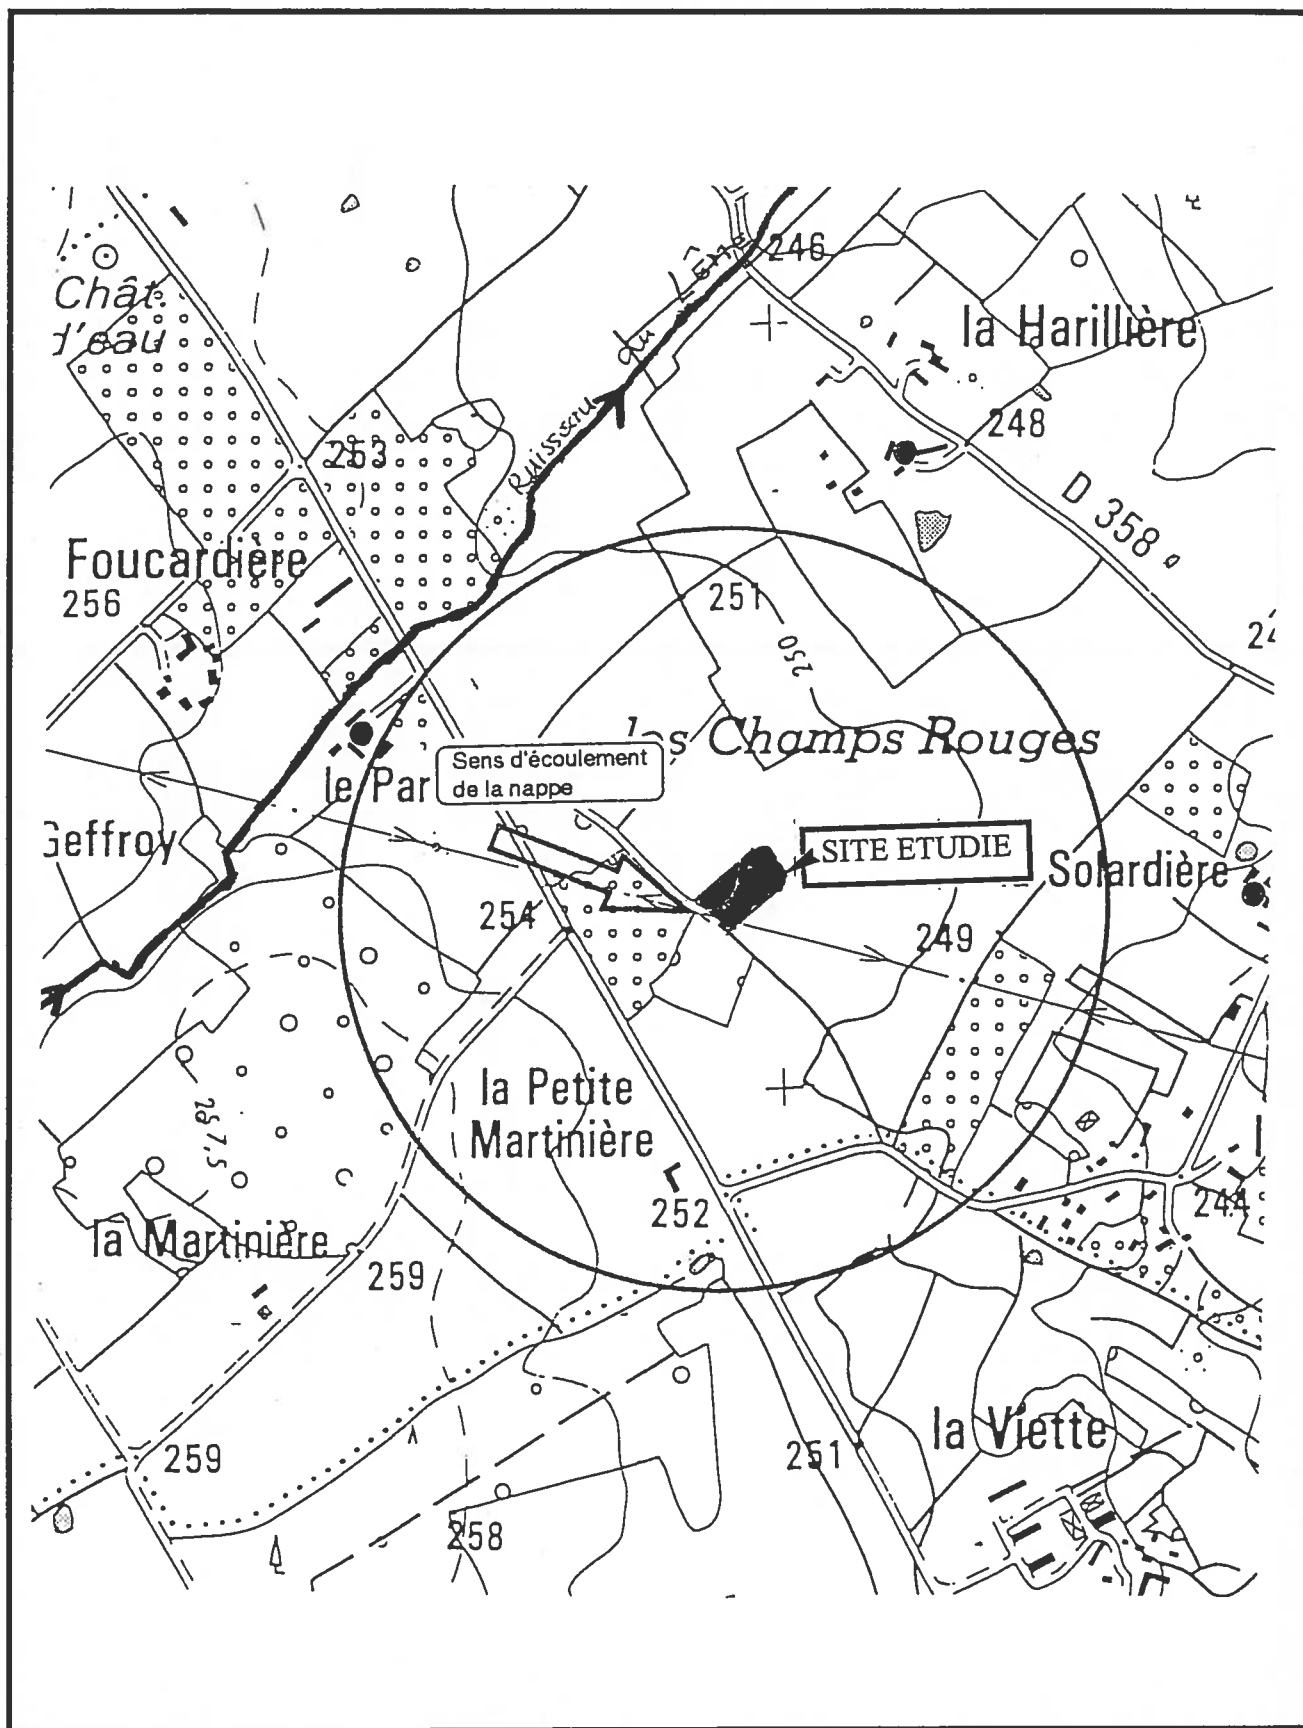 Chât.
d'eau
246
la Harillière
248
253
Ruisseau
du
D 358
Foucardière
256
251
250
les Champs Rouges
le Par
Sens d'écoulement
de la nappe
Geffroy
SITE ETUDIE
Solardière
254
249
la Petite
Martinière
257,5
252
244
la Martinière
259
la Viette
259
251
258